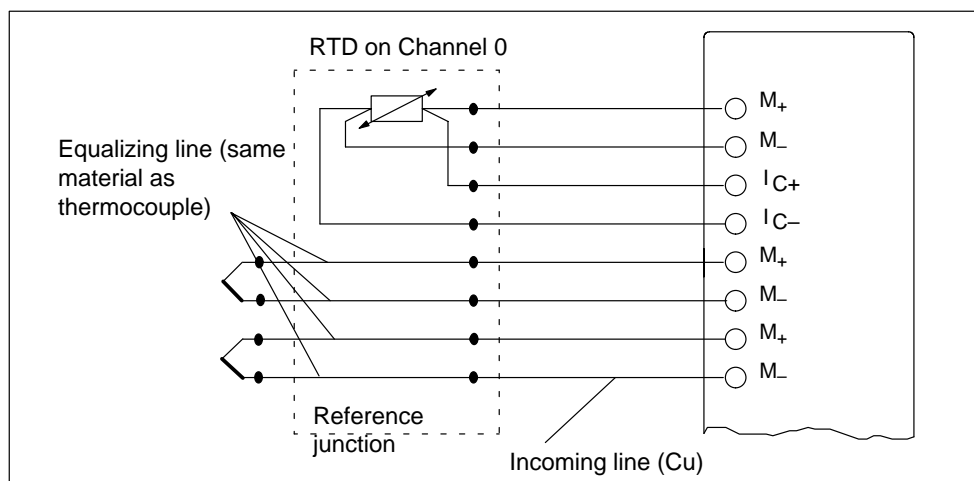 RTD on Channel 0
M+
M–
Equalizing line (same
material as
thermocouple)
IC+
IC–
M+
M–
M+
M–
Reference
junction
Incoming line (Cu)